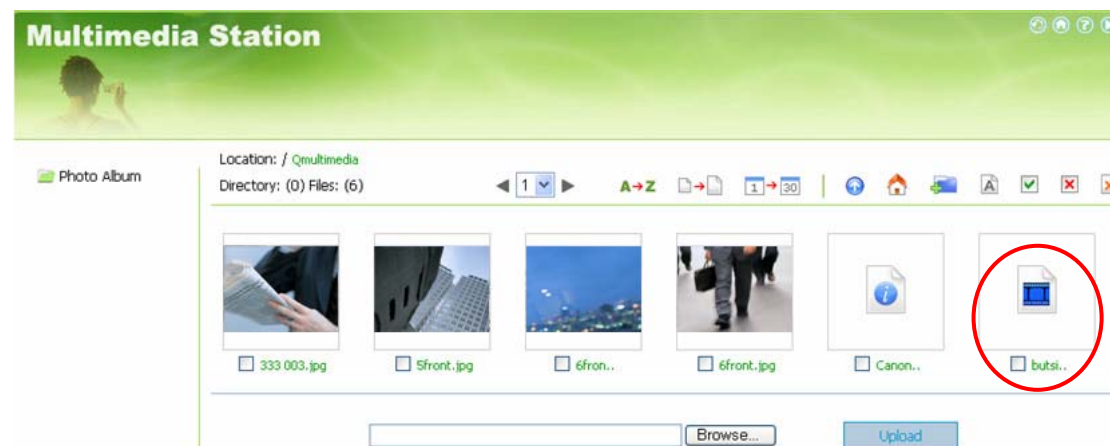 Multimedia Station
Photo Album
Location: / Qmultimedia
Directory: (0) Files: (6)
1
A→Z
1→30
A
333 003.jpg
5front.jpg
6fron..
6front.jpg
Canon..
butsi..
Browse...
Upload